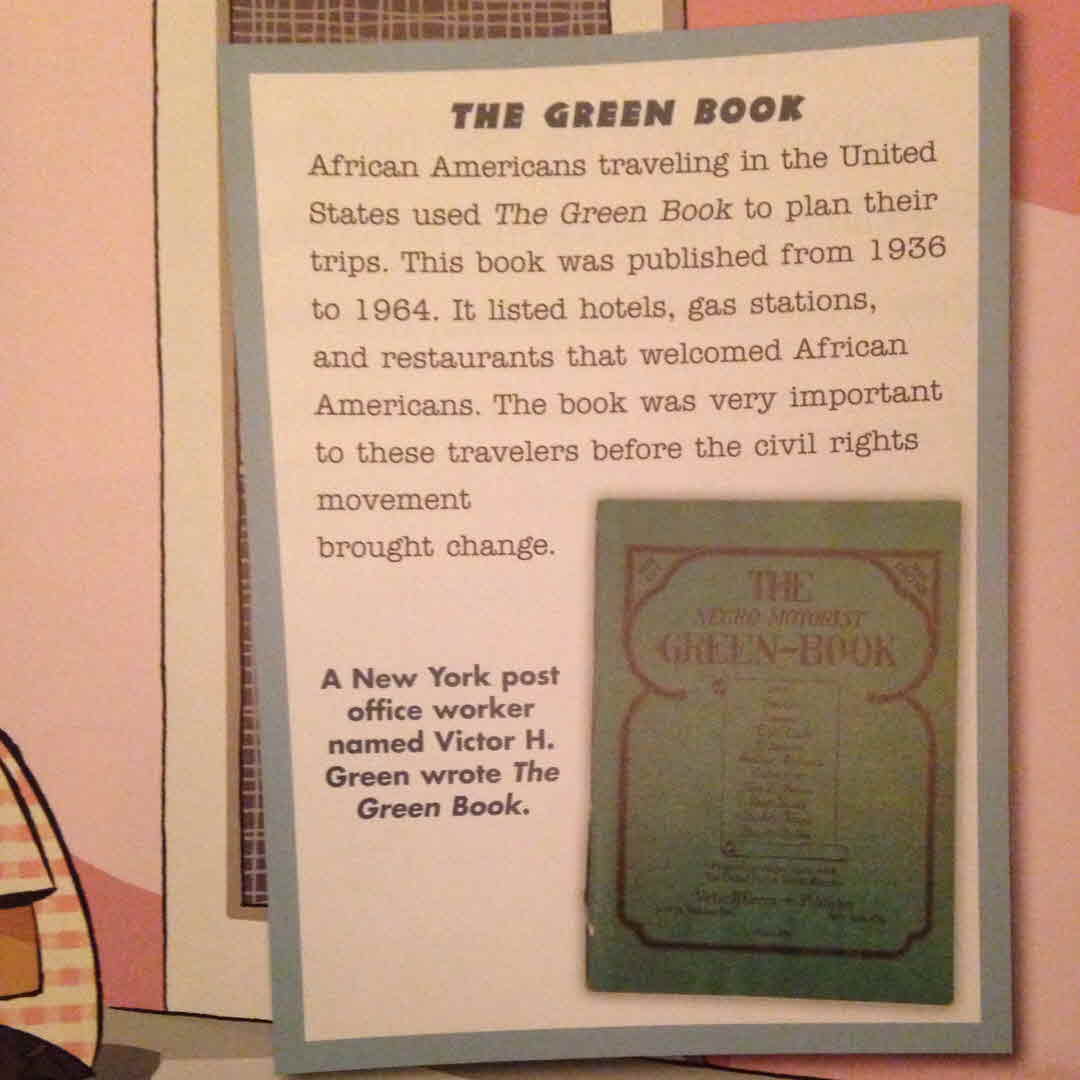 THE GREEN BOOK
African Americans traveling in the United
States used The Green Book to plan their
trips. This book was published from 1936
to 1964. It listed hotels, gas stations,
and restaurants that welcomed African
Americans. The book was very important
to these travelers before the civil rights
movement
brought change.
A New York post
office worker
named Victor H.
Green wrote The
Green Book.
THE
NEGRO MOTORIST
GREEN-BOOK